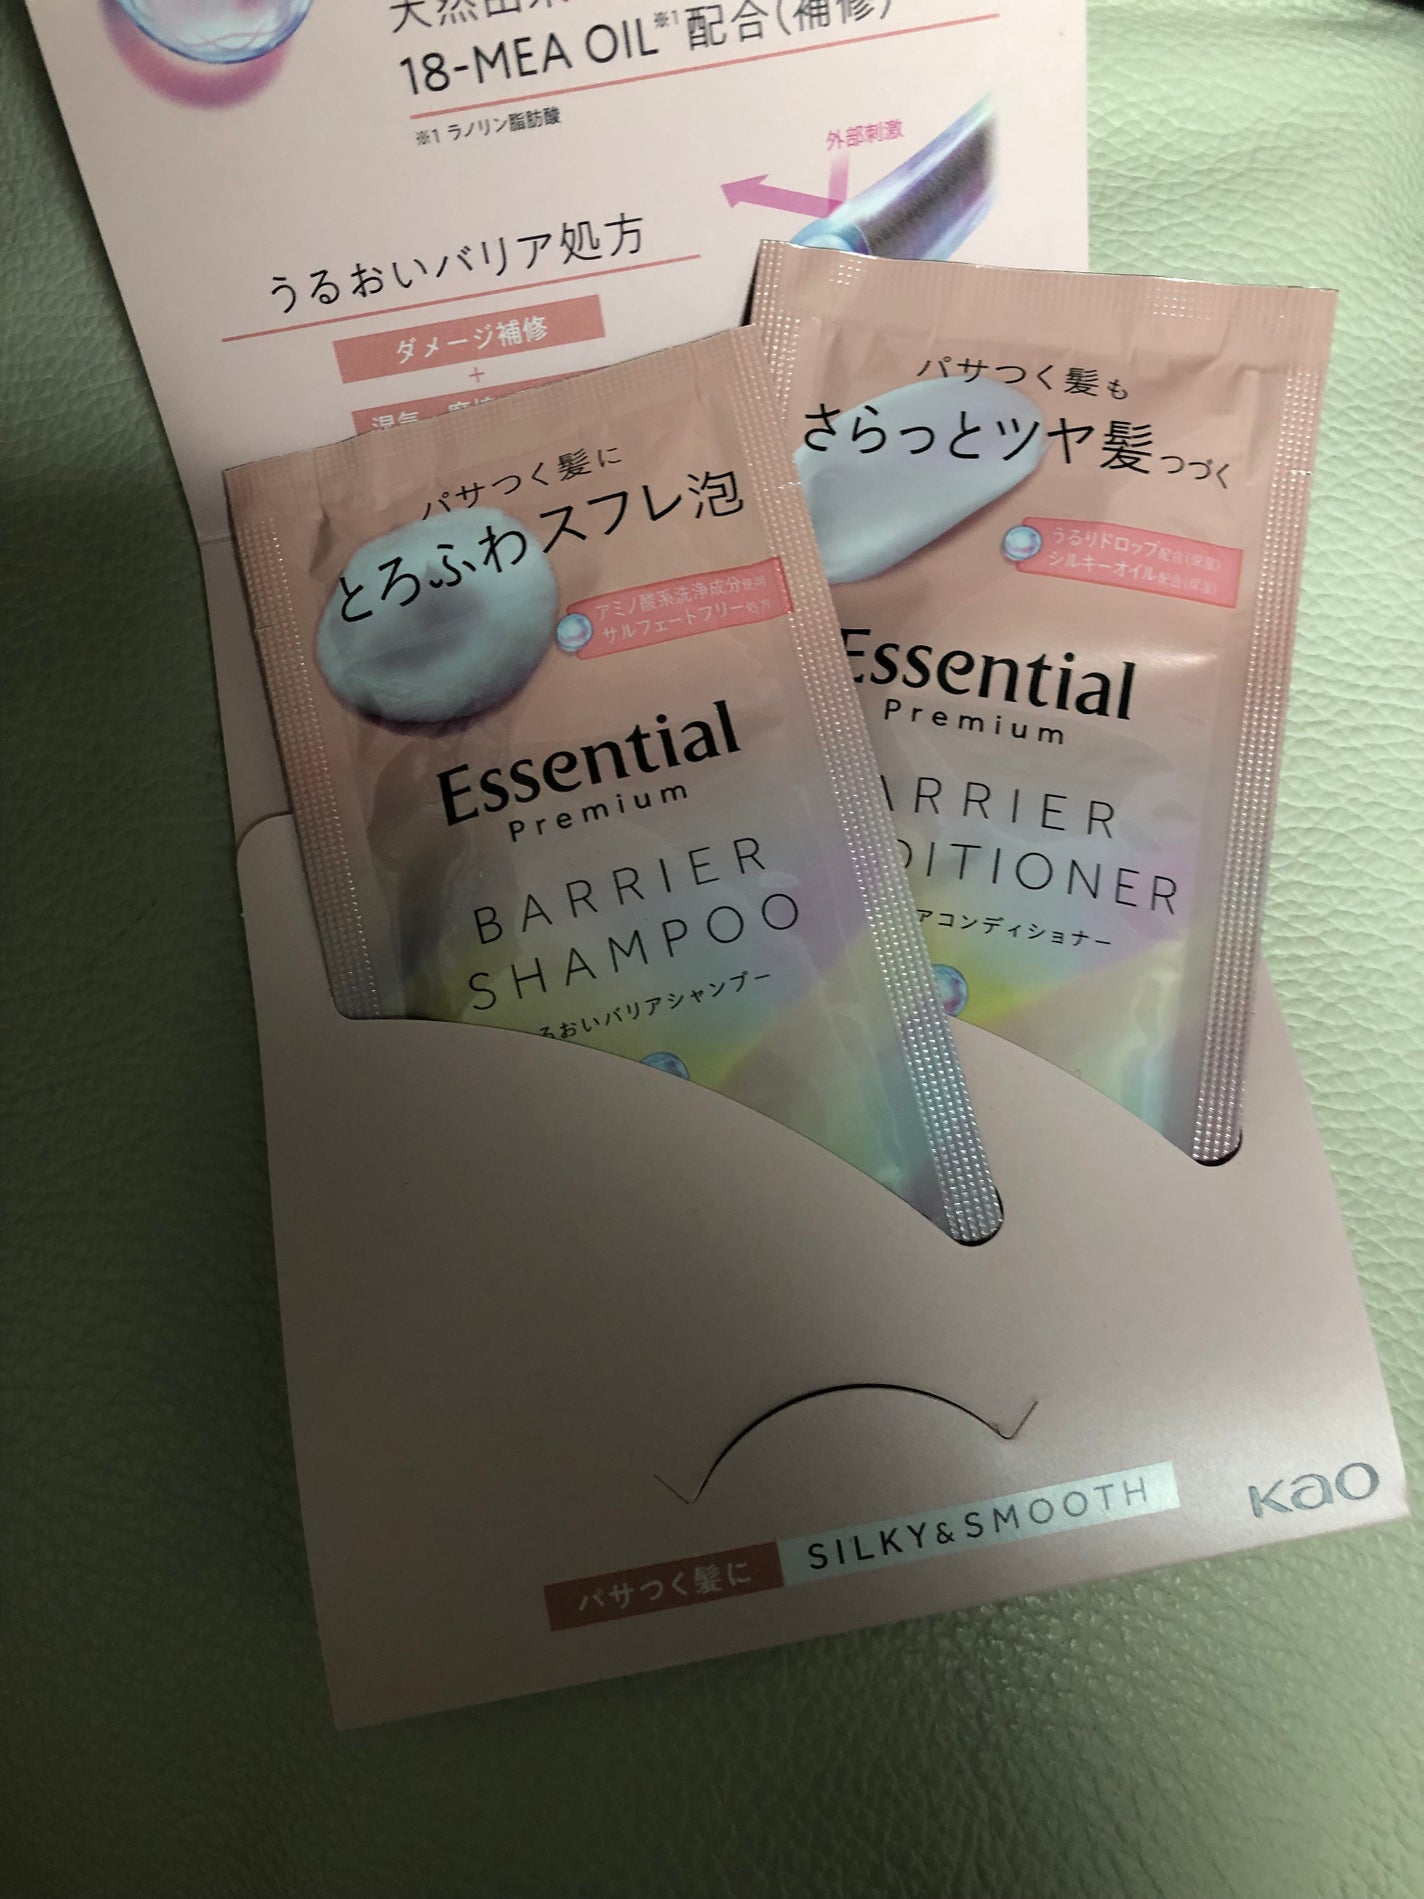 18-MEA OIL※1配合(補修)
※1 ラノリン脂肪酸
外部刺激
うるおいバリア処方
ダメージ補修
+
パサつく髪に
とろふわスフレ泡
アミノ酸系洗浄成分使用
サルフェートフリー処方
Essential
Premium
BARRIER
SHAMPOO
るおいバリアシャンプー
パサつく髪も
さらっとツヤ髪つづく
うるりドロップ配合(保湿)
シルキーオイル配合(保湿)
Essential
Premium
ARRIER
DITIONER
アコンディショナー
パサつく髪に SILKY&SMOOTH
Kao